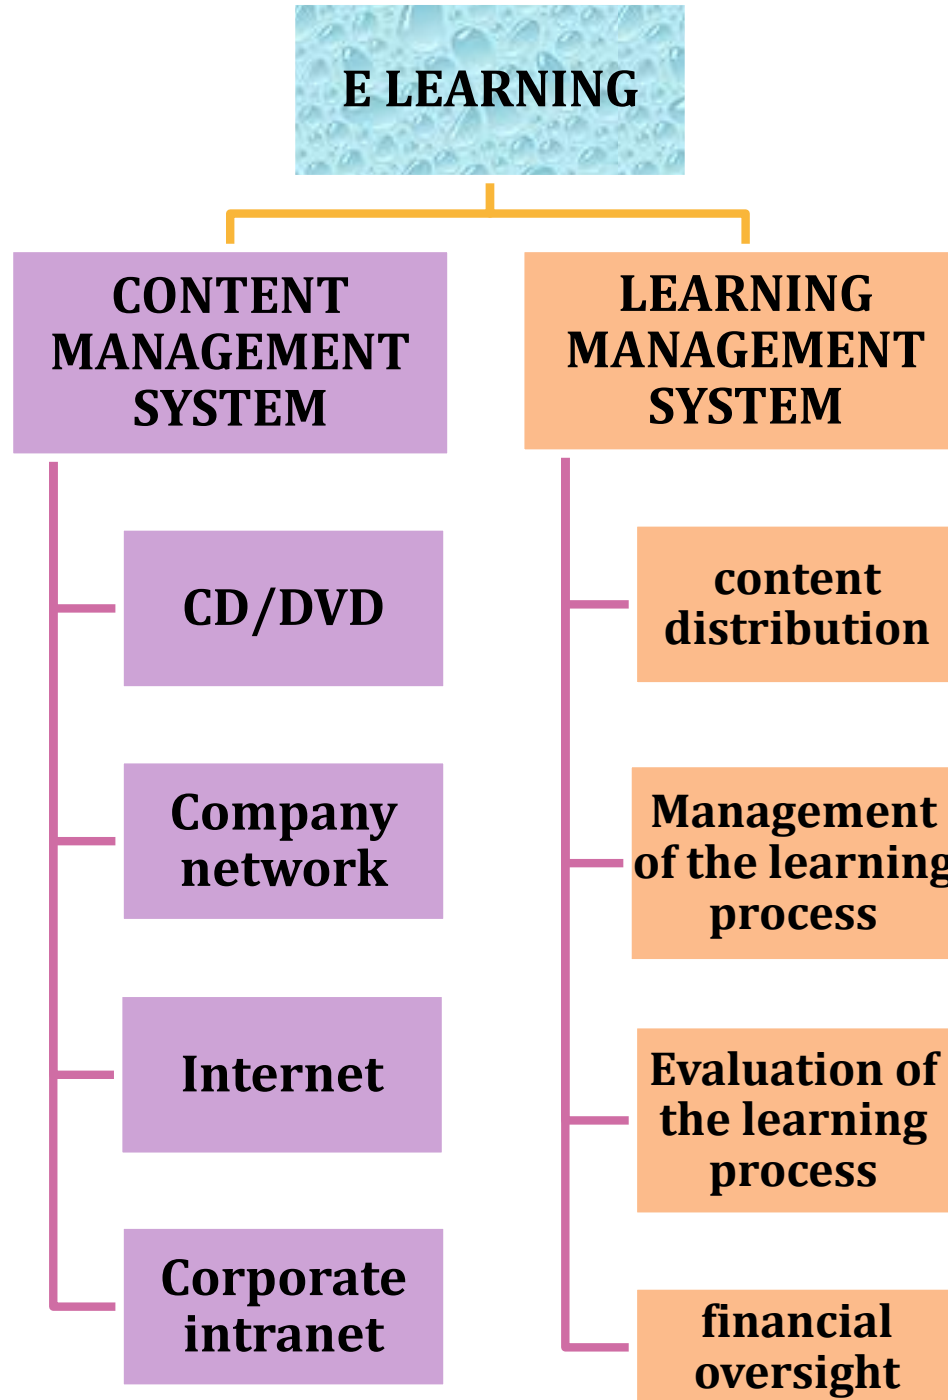 E LEARNING
CONTENT
MANAGEMENT
SYSTEM
CD/DVD
Company
network
Internet
Corporate
intranet
LEARNING
MANAGEMENT
SYSTEM
content
distribution
Management
of the learning
process
Evaluation of
the learning
process
financial
oversight